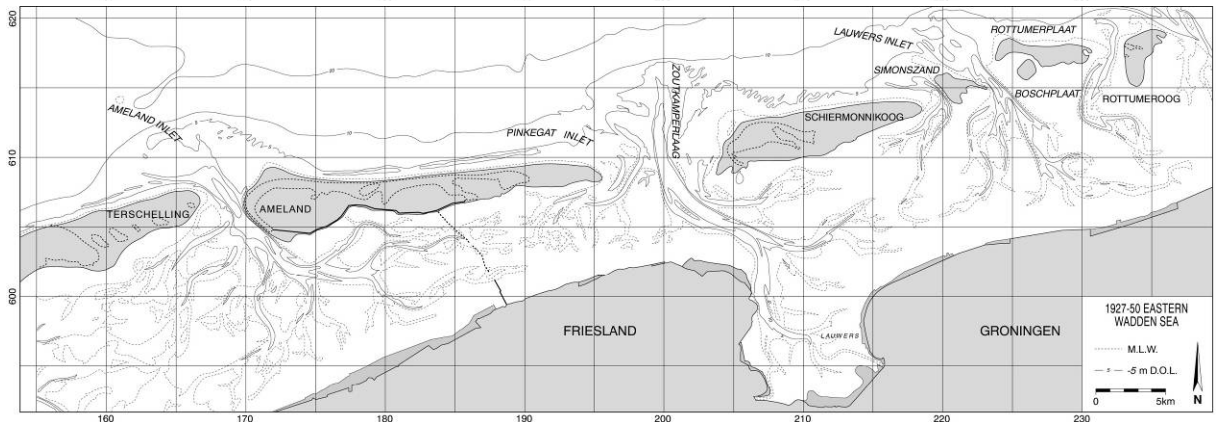 620
610
600
160
170
180
190
200
210
220
230
AMELAND INLET
TERSCHELLING
AMELAND
PINKEGAT INLET
ZOUTKAMPERLAAG
LAUWERS INLET
SIMONSZAND
SCHIERMONNIKOOG
ROTTUMERPLAAT
BOSCHPLAAT
ROTTUMEROOG
FRIESLAND
LAUWERS
GRONINGEN
1927-50 EASTERN
WADDEN SEA
M.L.W.
5 -5 m D.O.L.
0 5km
N